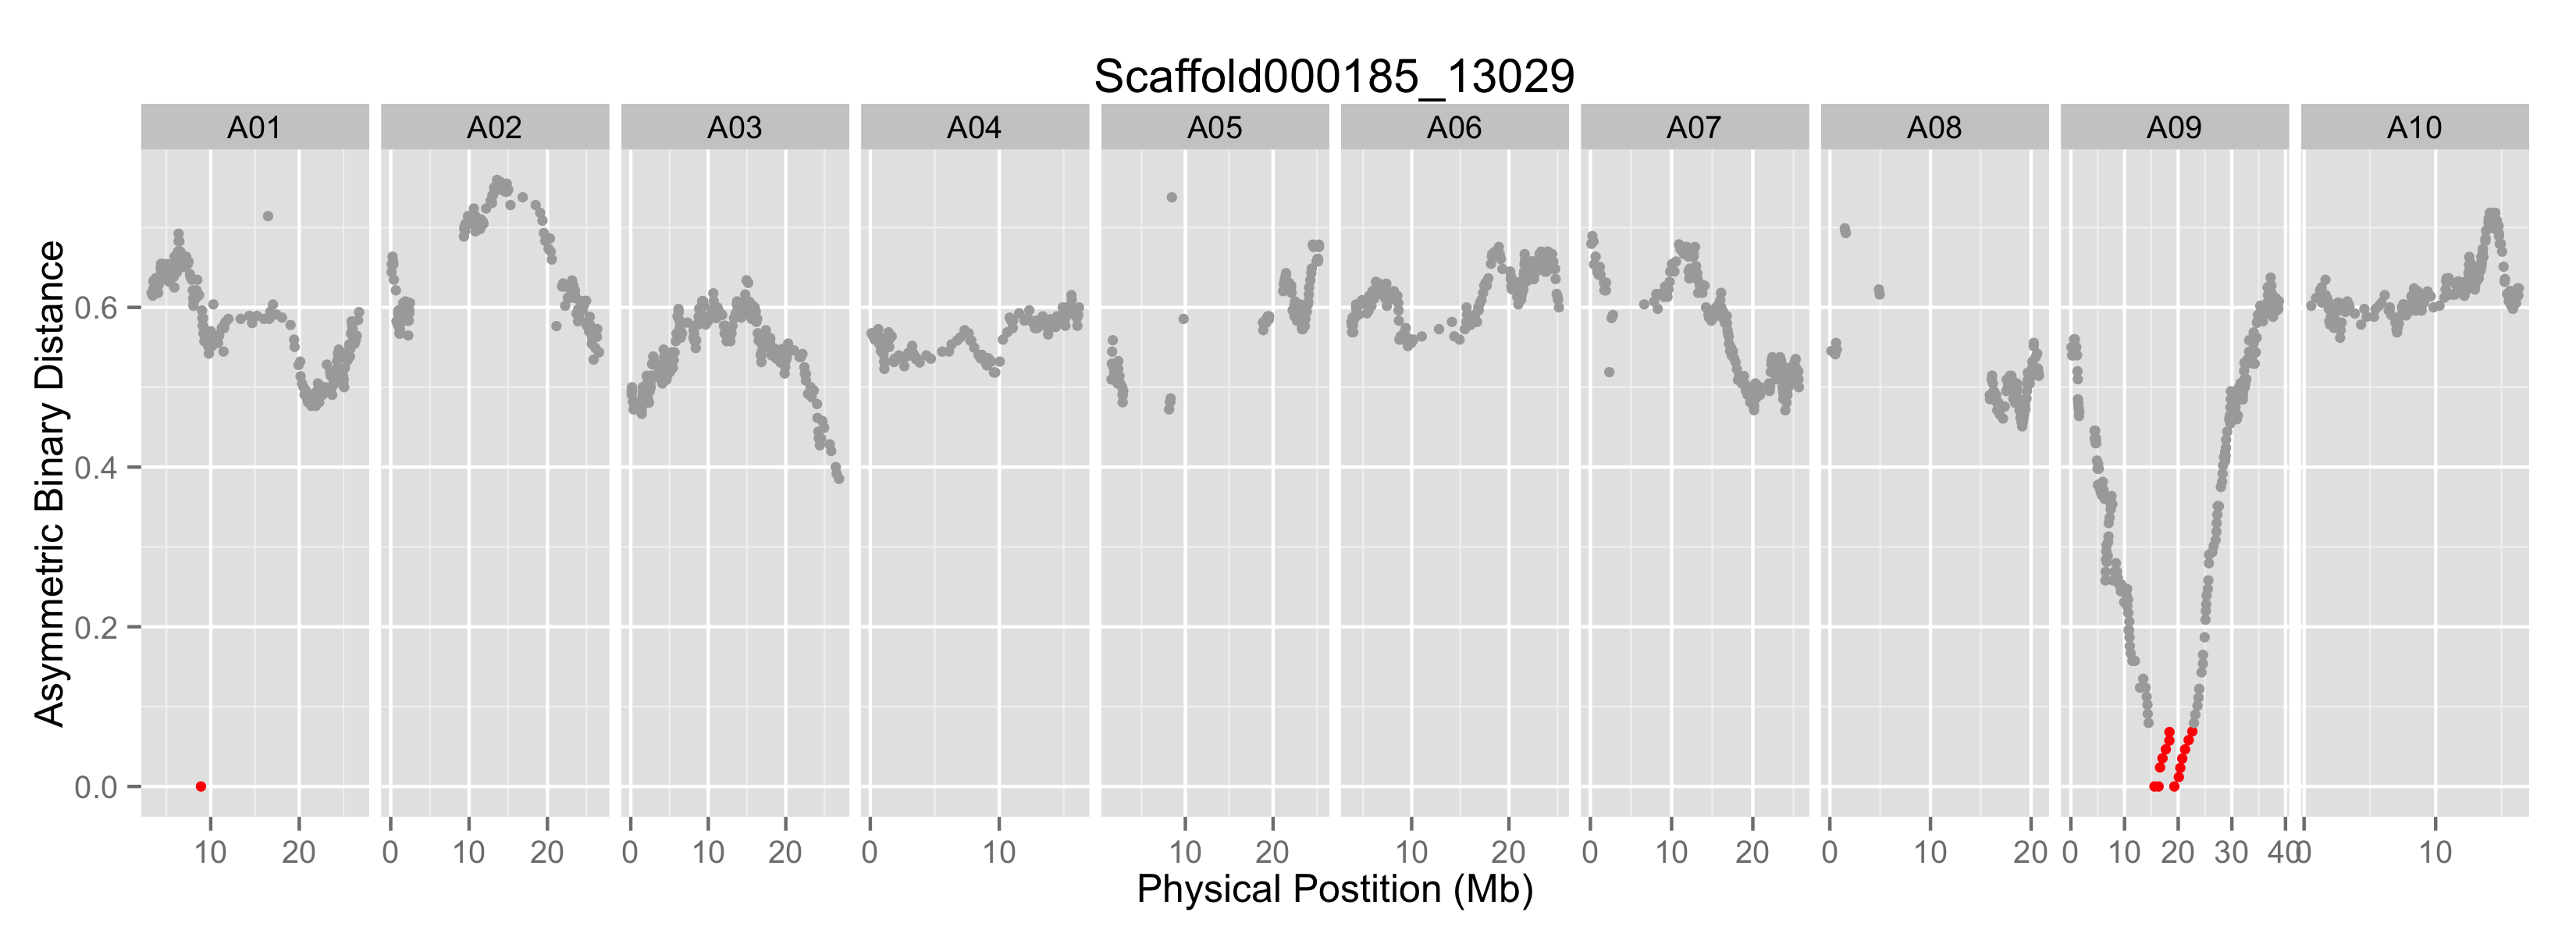 Scaffold000185_13029
A01 A02 A03 A04 A05 A06 A07 A08 A09 A10
Asymmetric Binary Distance
0.6
0.4
0.2
0.0
10 20 0 10 20 0 10 20 0 10 10 20 10 20 0 10 20 0 10 20 0 10 20 30 40 0 10
Physical Postition (Mb)